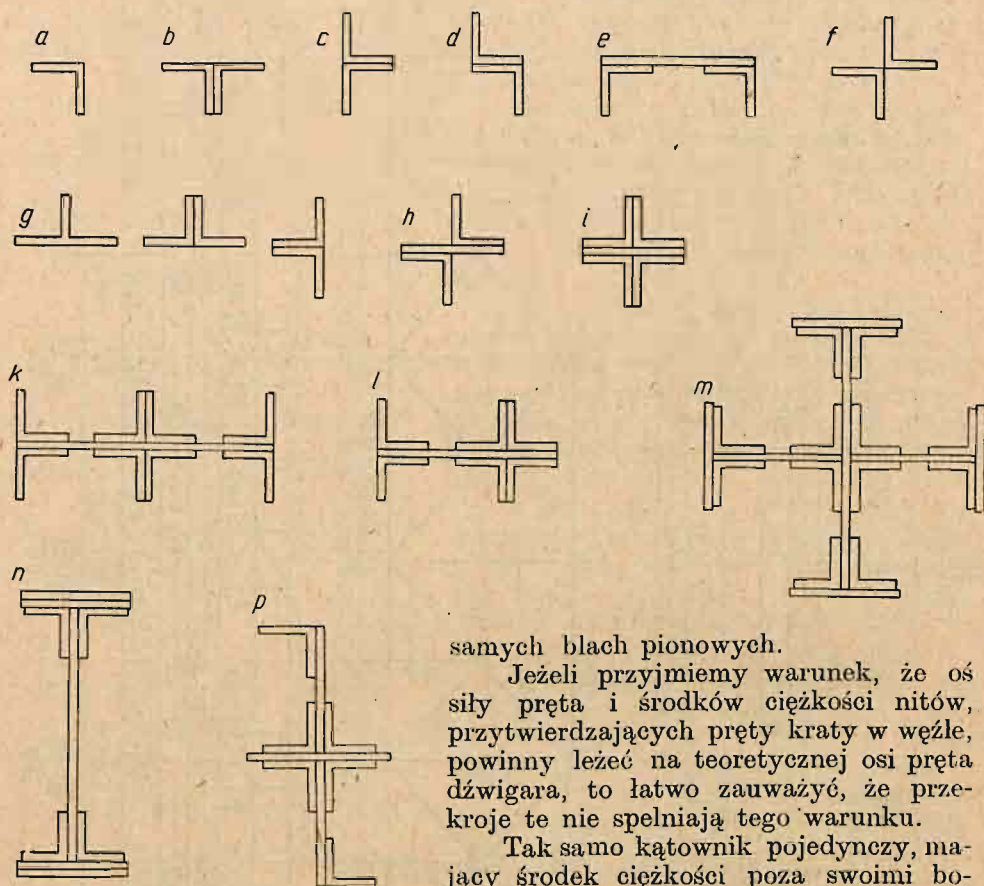 a b c d e f
g h i
k l m
n p
samych blach pionowych.
Jeżeli przyjmiemy warunek, że oś
siły pręta i środków ciężkości nitów,
przytwierdzających pręty kraty w węźle,
powinny leżeć na teoretycznej osi pręta
dźwigara, to łatwo zauważyć, że prze-
kroje te nie spelniają tego warunku.
Tak samo kątownik pojedynczy, ma-
jący środek ciężkości poza swoimi bo-